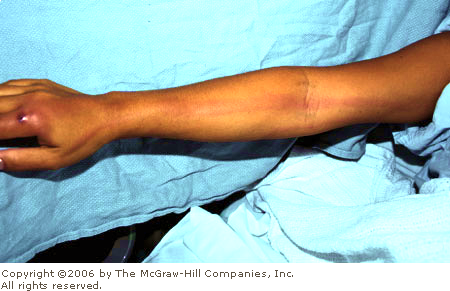 Copyright ©2006 by The McGraw-Hill Companies, Inc.
All rights reserved.